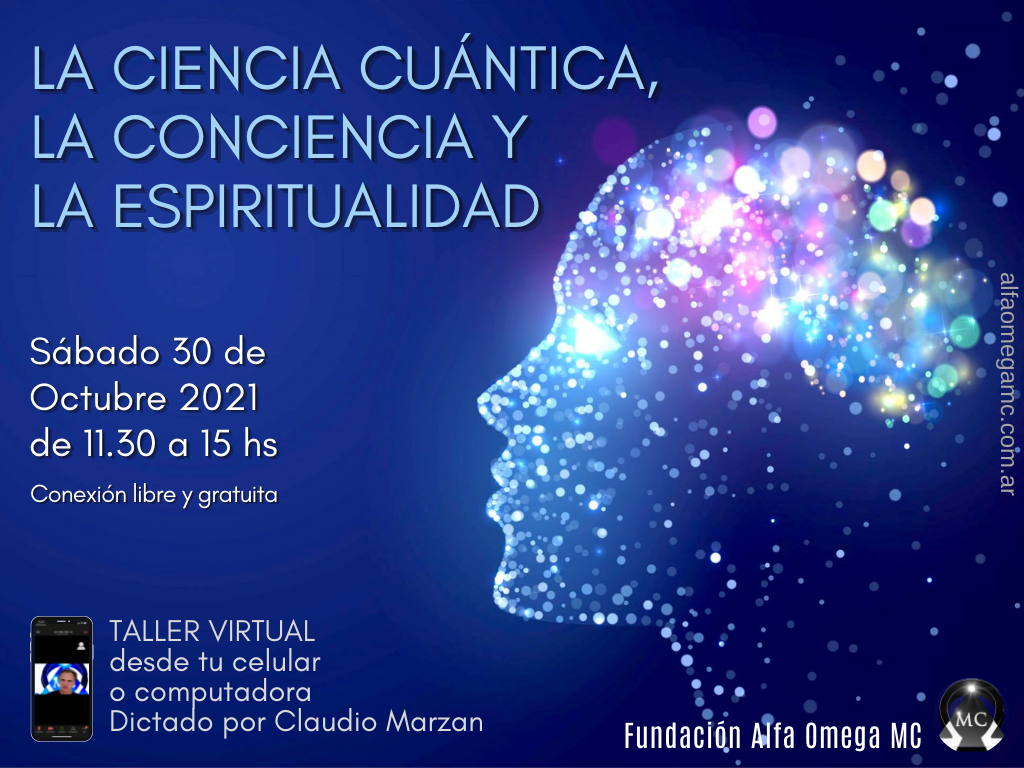 LA CIENCIA CUÁNTICA,
LA CONCIENCIA Y
LA ESPIRITUALIDAD
Sábado 30 de
Octubre 2021
de 11.30 a 15 hs
Conexión libre y gratuita
TALLER VIRTUAL
desde tu celular
o computadora
Dictado por Claudio Marzan
Fundación Alfa Omega MC
MC
alfaomegamc.com.ar